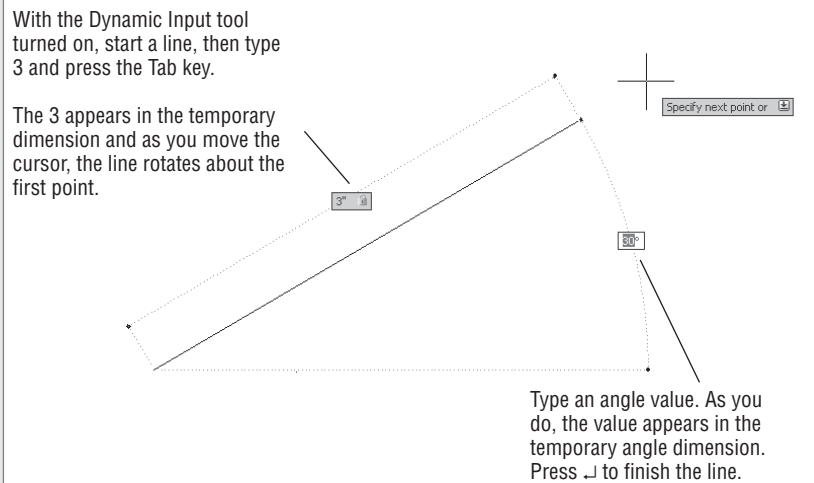 With the Dynamic Input tool
turned on, start a line, then type
3 and press the Tab key.
The 3 appears in the temporary
dimension and as you move the
cursor, the line rotates about the
first point.
Specify next point or
3"
30°
Type an angle value. As you
do, the value appears in the
temporary angle dimension.
Press ↵ to finish the line.